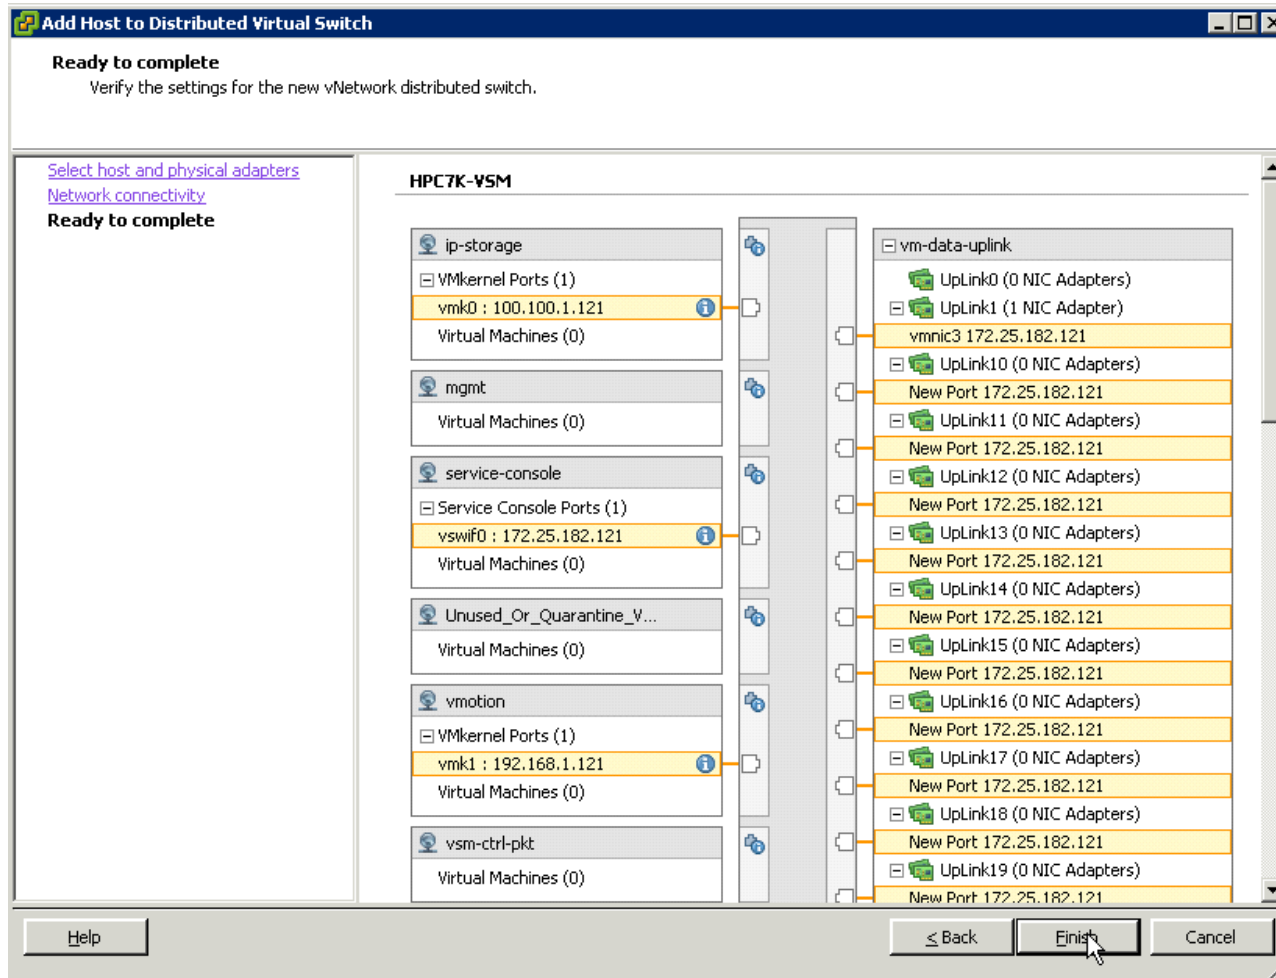 Add Host to Distributed Virtual Switch
Ready to complete
Verify the settings for the new vNetwork distributed switch.
Select host and physical adapters
Network connectivity
Ready to complete
HPC7K-VSM
ip-storage
VMkernel Ports (1)
vmk0 : 100.100.1.121
Virtual Machines (0)
mgmt
Virtual Machines (0)
service-console
Service Console Ports (1)
vswif0 : 172.25.182.121
Virtual Machines (0)
Unused_Or_Quarantine_V...
Virtual Machines (0)
vmotion
VMkernel Ports (1)
vmk1 : 192.168.1.121
Virtual Machines (0)
vsm-ctrl-pkt
Virtual Machines (0)
vm-data-uplink
UpLink0 (0 NIC Adapters)
UpLink1 (1 NIC Adapter)
vmnic3 172.25.182.121
UpLink10 (0 NIC Adapters)
New Port 172.25.182.121
UpLink11 (0 NIC Adapters)
New Port 172.25.182.121
UpLink12 (0 NIC Adapters)
New Port 172.25.182.121
UpLink13 (0 NIC Adapters)
New Port 172.25.182.121
UpLink14 (0 NIC Adapters)
New Port 172.25.182.121
UpLink15 (0 NIC Adapters)
New Port 172.25.182.121
UpLink16 (0 NIC Adapters)
New Port 172.25.182.121
UpLink17 (0 NIC Adapters)
New Port 172.25.182.121
UpLink18 (0 NIC Adapters)
New Port 172.25.182.121
UpLink19 (0 NIC Adapters)
New Port 172.25.182.121
Help
< Back
Finish
Cancel